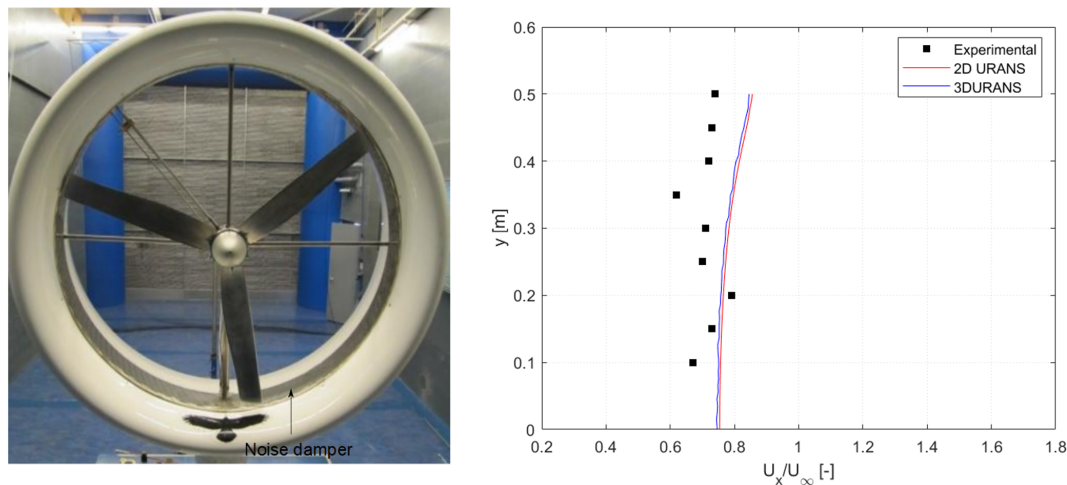 Noise damper
0.6
0.5
0.4
0.3
0.2
0.1
0
y [m]
0.2
0.4
0.6
0.8
1
1.2
1.4
1.6
1.8
Uₓ/U∞ [-]
Experimental
2D URANS
3DURANS